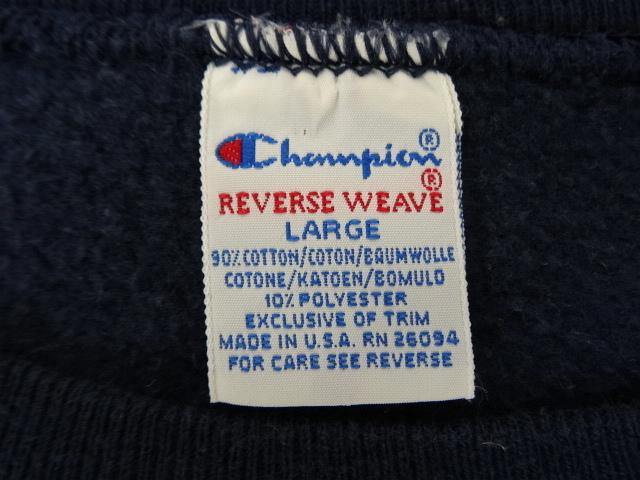 Champion®
REVERSE WEAVE®
LARGE
90% COTTON/COTON/BAUMWOLLE
COTONE/KATOEN/BOMULD
10% POLYESTER
EXCLUSIVE OF TRIM
MADE IN U.S.A. RN 26094
FOR CARE SEE REVERSE